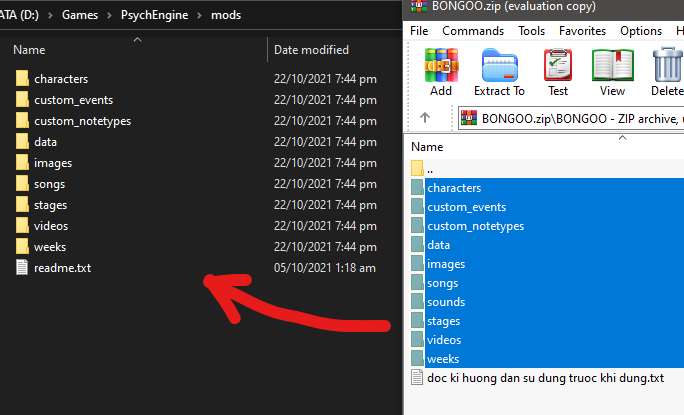 ATA (D:) > Games > PsychEngine > mods
Name Date modified
characters 22/10/2021 7:44 pm
custom_events 22/10/2021 7:44 pm
custom_notetypes 22/10/2021 7:44 pm
data 22/10/2021 7:44 pm
images 22/10/2021 7:44 pm
songs 22/10/2021 7:44 pm
stages 22/10/2021 7:44 pm
videos 22/10/2021 7:44 pm
weeks 22/10/2021 7:44 pm
readme.txt 05/10/2021 1:18 am
BONGOO.zip (evaluation copy)
File Commands Tools Favorites Options H
Add Extract To Test View Delete
BONGOO.zip\BONGOO - ZIP archive, u
Name
..
characters
custom_events
custom_notetypes
data
images
songs
sounds
stages
videos
weeks
doc ki huong dan su dung truoc khi dung.txt